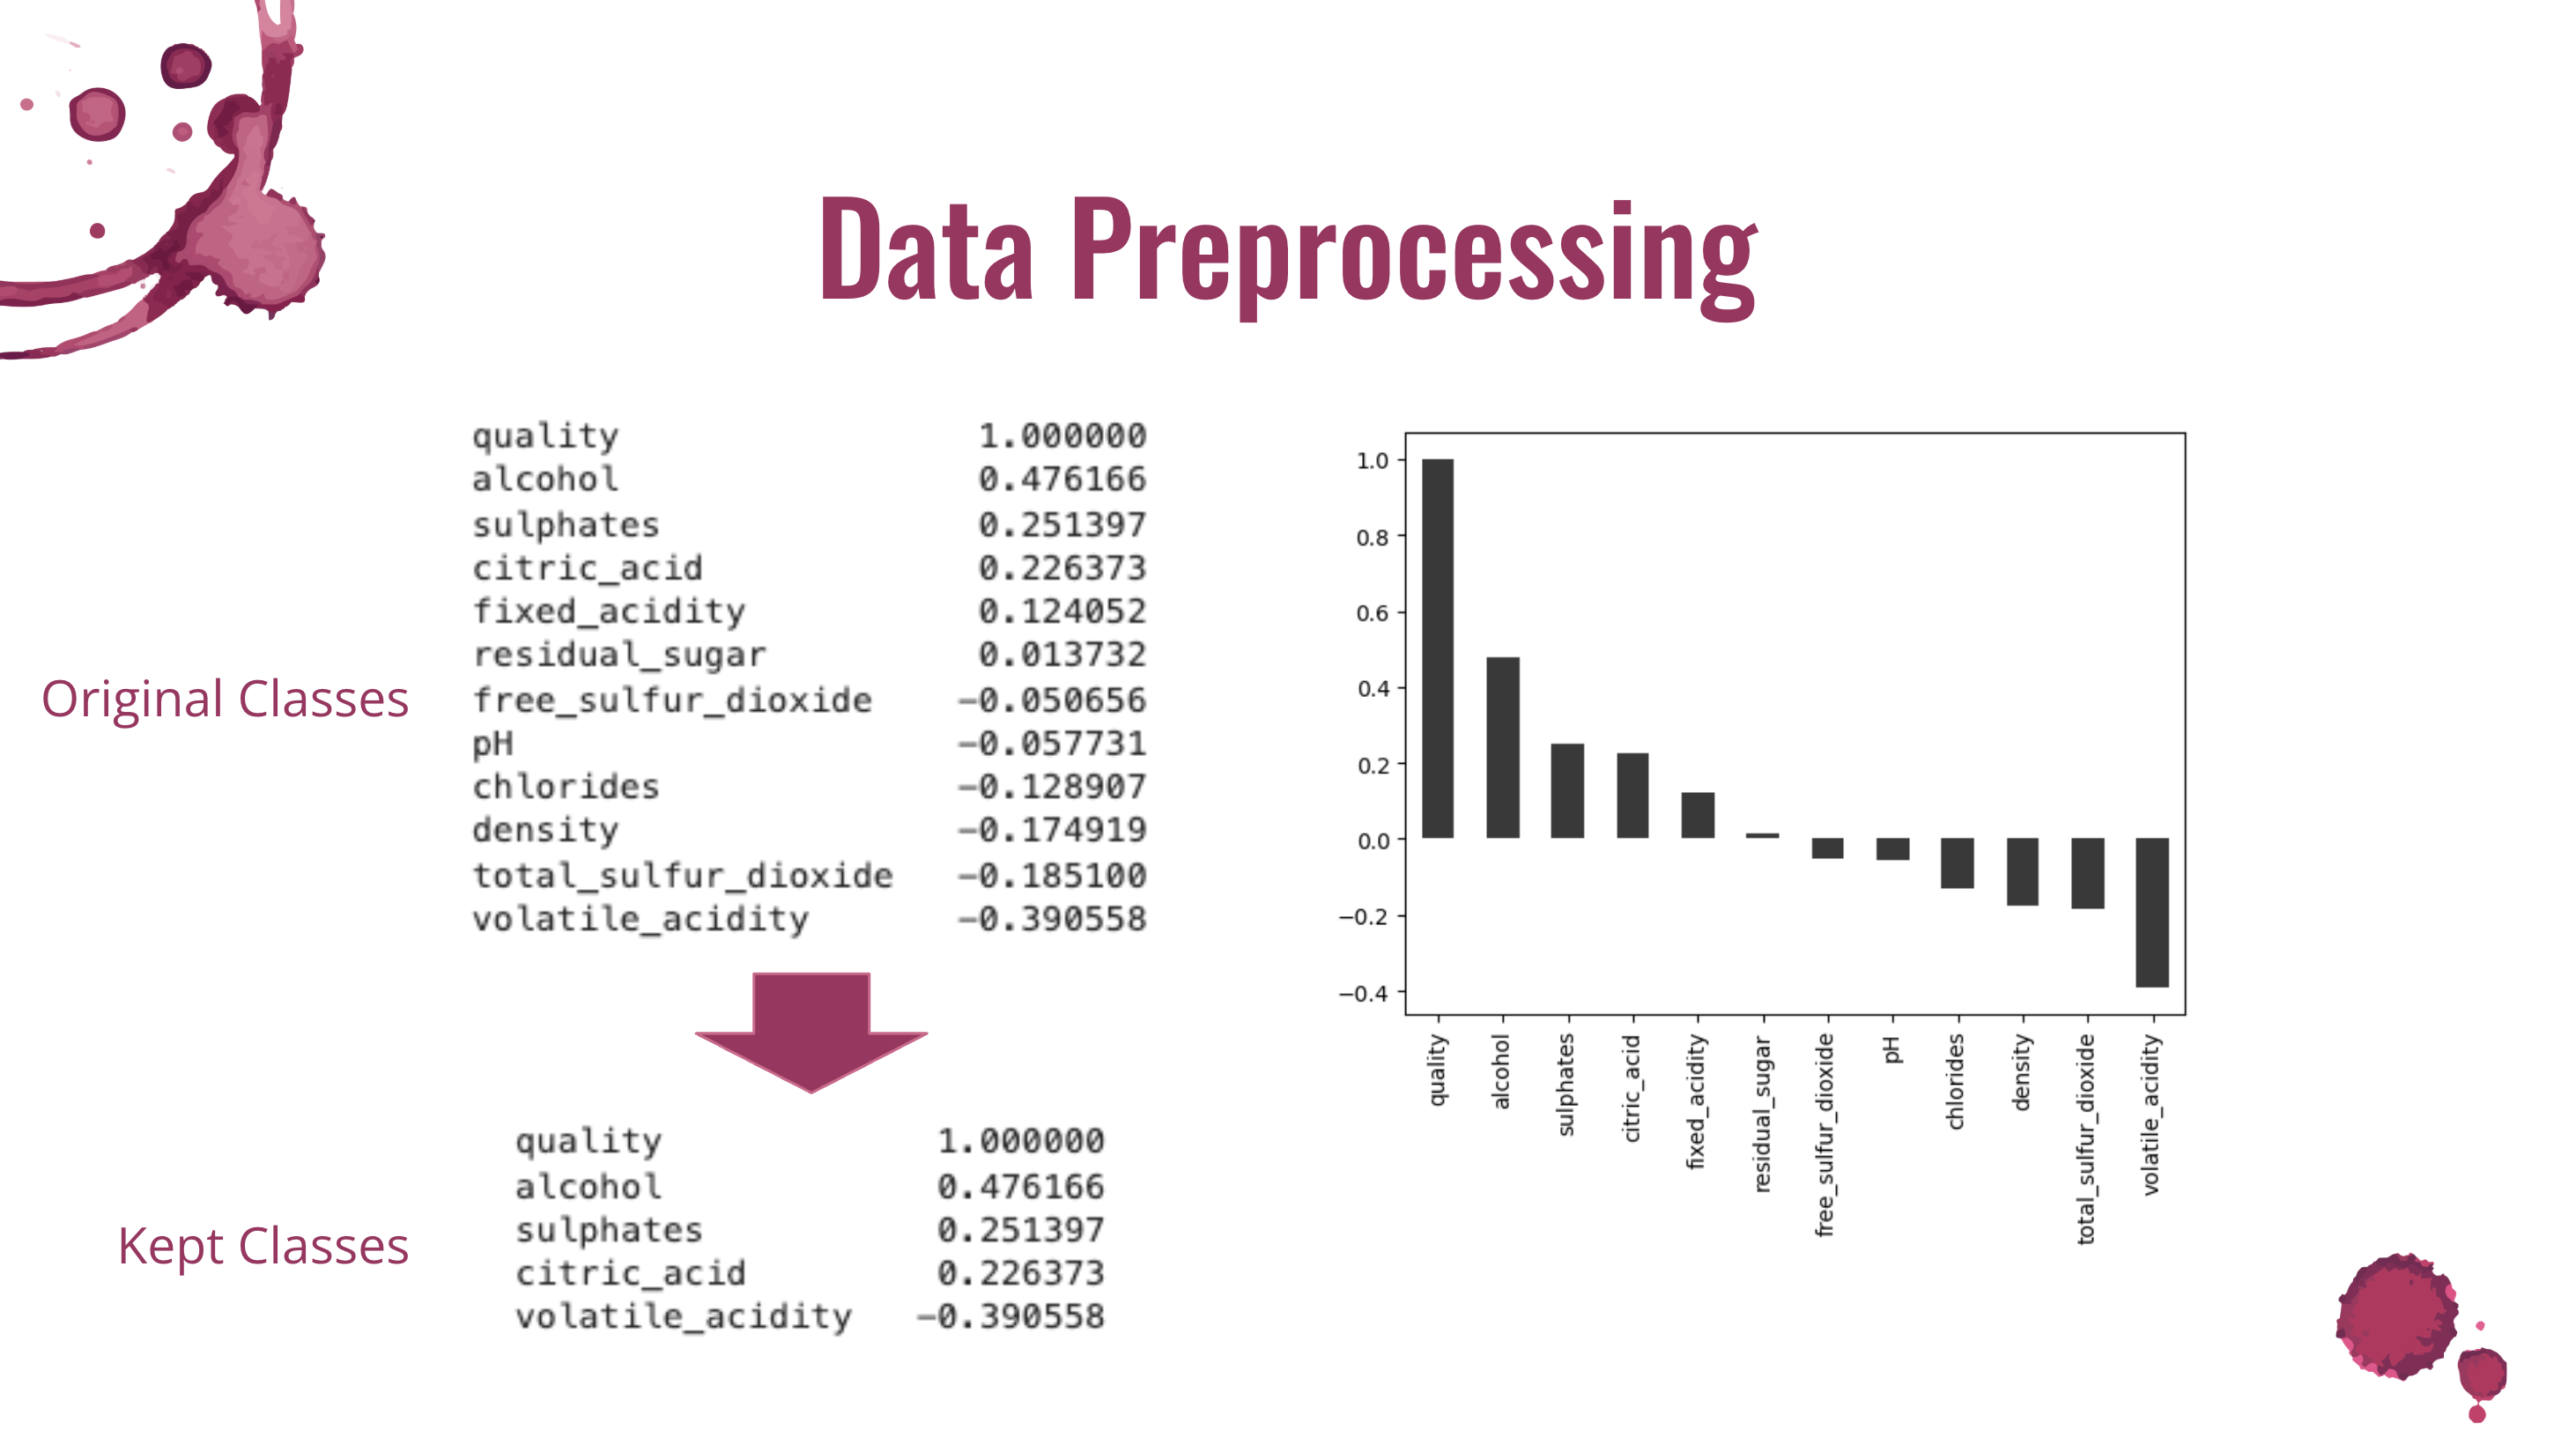 Data Preprocessing
Original Classes
quality 1.000000
alcohol 0.476166
sulphates 0.251397
citric_acid 0.226373
fixed_acidity 0.124052
residual_sugar 0.013732
free_sulfur_dioxide −0.050656
pH −0.057731
chlorides −0.128907
density −0.174919
total_sulfur_dioxide −0.185100
volatile_acidity −0.390558
Kept Classes
quality 1.000000
alcohol 0.476166
sulphates 0.251397
citric_acid 0.226373
volatile_acidity −0.390558
1.0
0.8
0.6
0.4
0.2
0.0
−0.2
−0.4
quality
alcohol
sulphates
citric_acid
fixed_acidity
residual_sugar
free_sulfur_dioxide
pH
chlorides
density
total_sulfur_dioxide
volatile_acidity